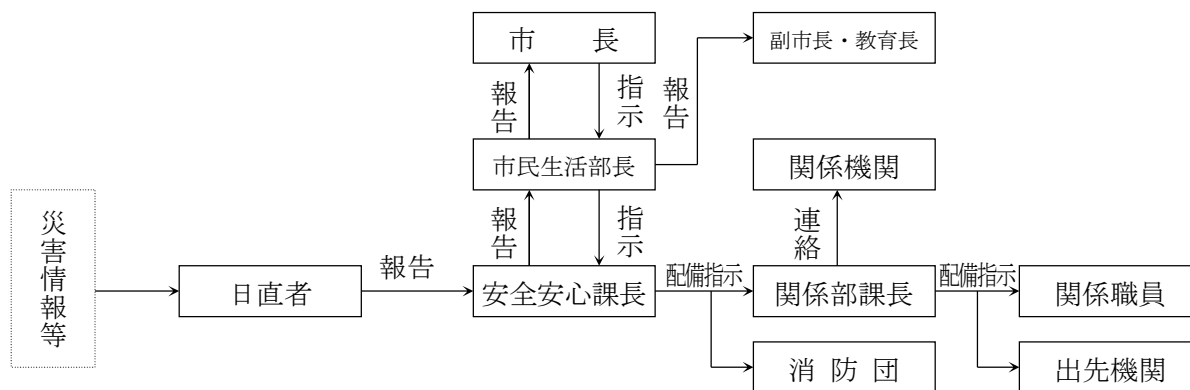 市　　長
副市長・教育長
報告
指示
報告
市民生活部長
関係機関
災害情報等
報告
指示
連絡
日直者
報告
安全安心課長
配備指示
関係部課長
配備指示
関係職員
消 防 団
出先機関